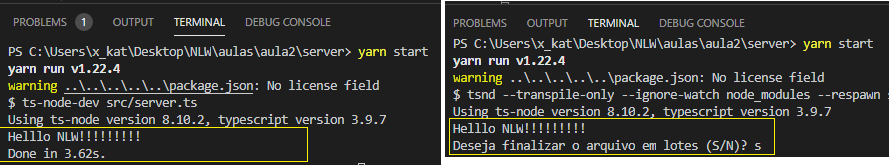 PROBLEMS 1 OUTPUT TERMINAL DEBUG CONSOLE
PS C:\Users\x_kat\Desktop\NLW\aulas\aula2\server> yarn start
yarn run v1.22.4
warning ..\..\..\..\..\package.json: No license field
$ ts-node-dev src/server.ts
Using ts-node version 8.10.2, typescript version 3.9.7
Helllo NLW!!!!!!!!!
Done in 3.62s.
PROBLEMS OUTPUT TERMINAL DEBUG CONSOLE
PS C:\Users\x_kat\Desktop\NLW\aulas\aula2\server> yarn start
yarn run v1.22.4
warning ..\..\..\..\..\package.json: No license field
$ tsnd --transpile-only --ignore-watch node_modules --respawn
Using ts-node version 8.10.2, typescript version 3.9.7
Helllo NLW!!!!!!!!!
Deseja finalizar o arquivo em lotes (S/N)? s